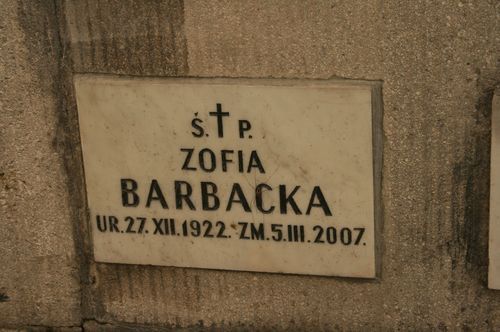 Ś. † P.
ZOFIA
BARBACKA
UR. 27. XII. 1922. ZM. 5. III. 2007.